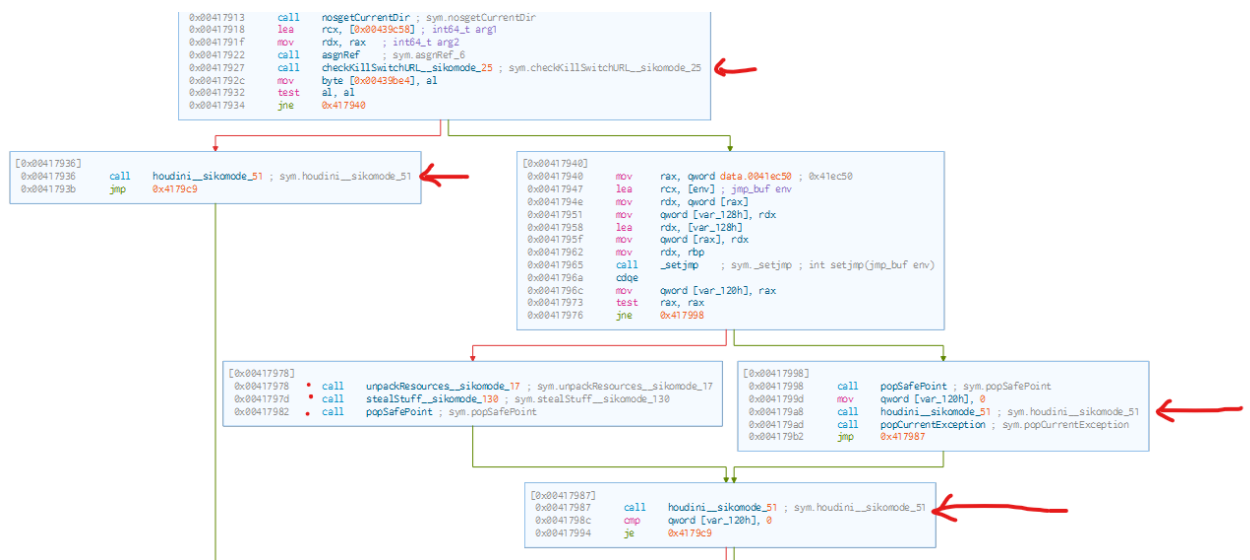 0x00417913 call nosgetCurrentDir ; sym.nosgetCurrentDir
0x00417918 lea rcx, [0x00439c58] ; int64_t arg1
0x0041791f mov rdx, rax ; int64_t arg2
0x00417922 call asgnRef ; sym.asgnRef_6
0x00417927 call checkKillSwitchURL__sikomode_25 ; sym.checkKillSwitchURL__sikomode_25
0x0041792c mov byte [0x00439be4], al
0x00417932 test al, al
0x00417934 jne 0x417940
[0x00417936]
0x00417936 call houdini__sikomode_51 ; sym.houdini__sikomode_51
0x0041793b jmp 0x4179c9
[0x00417940]
0x00417940 mov rax, qword data.0041ec50 ; 0x41ec50
0x00417947 lea rcx, [env] ; jmp_buf env
0x0041794e mov rdx, qword [rax]
0x00417951 mov qword [var_128h], rdx
0x00417958 lea rdx, [var_128h]
0x0041795f mov qword [rax], rdx
0x00417962 mov rdx, rbp
0x00417965 call _setjmp ; sym._setjmp ; int setjmp(jmp_buf env)
0x0041796a cdqe
0x0041796c mov qword [var_120h], rax
0x00417973 test rax, rax
0x00417976 jne 0x417998
[0x00417978]
0x00417978 call unpackResources__sikomode_17 ; sym.unpackResources__sikomode_17
0x0041797d call stealStuff__sikomode_130 ; sym.stealStuff__sikomode_130
0x00417982 call popSafePoint ; sym.popSafePoint
[0x00417998]
0x00417998 call popSafePoint ; sym.popSafePoint
0x0041799d mov qword [var_120h], 0
0x004179a8 call houdini__sikomode_51 ; sym.houdini__sikomode_51
0x004179ad call popCurrentException ; sym.popCurrentException
0x004179b2 jmp 0x417987
[0x00417987]
0x00417987 call houdini__sikomode_51 ; sym.houdini__sikomode_51
0x0041798c cmp qword [var_120h], 0
0x00417994 je 0x4179c9